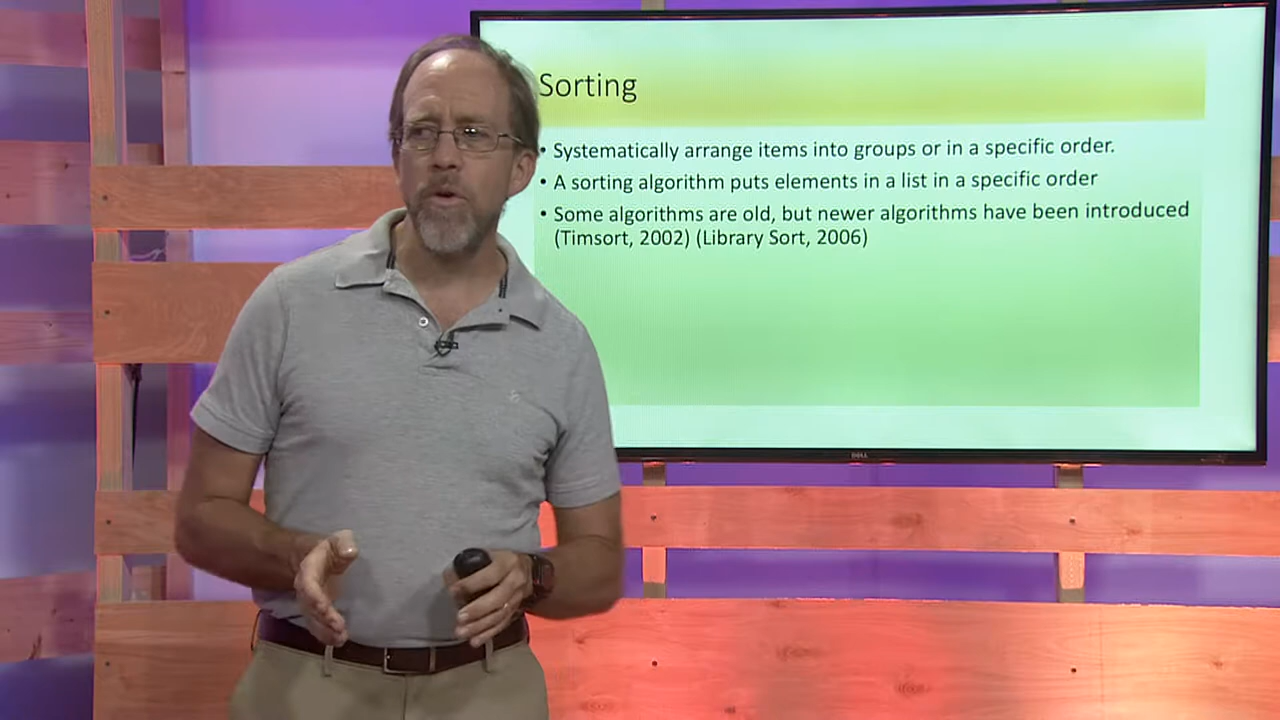 Sorting
• Systematically arrange items into groups or in a specific order.
• A sorting algorithm puts elements in a list in a specific order
• Some algorithms are old, but newer algorithms have been introduced
(Timsort, 2002) (Library Sort, 2006)
DELL